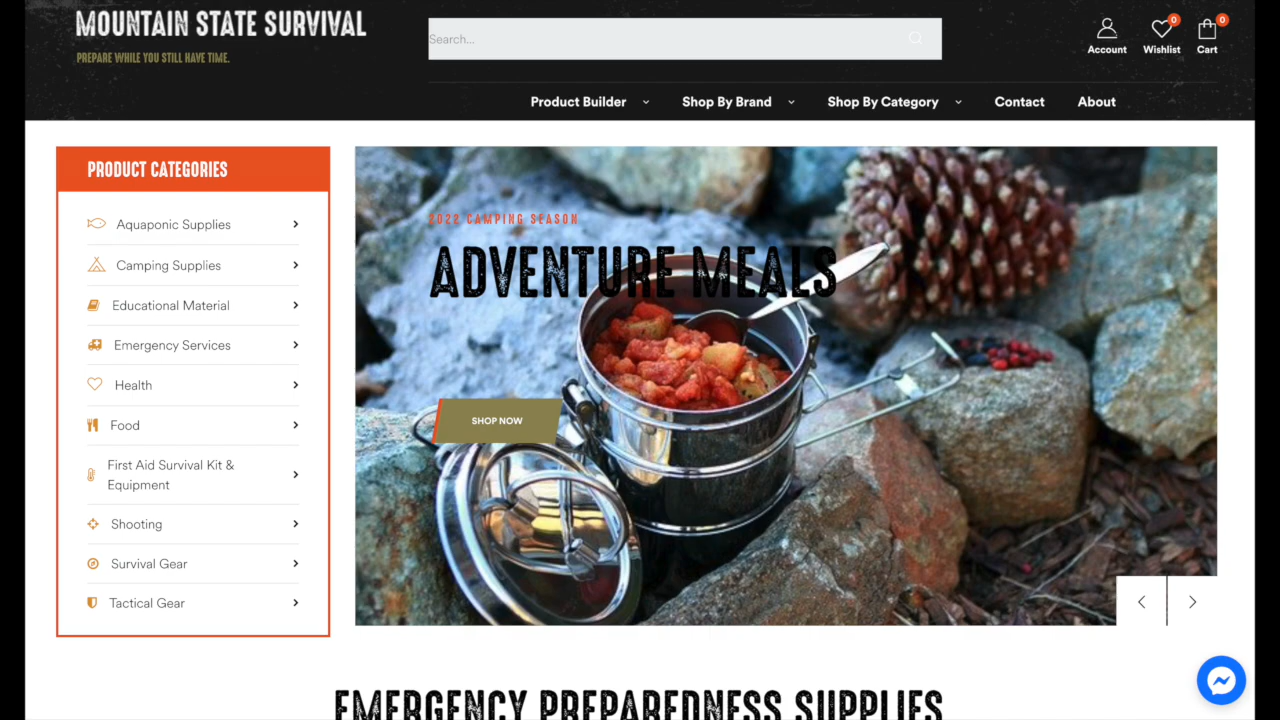 MOUNTAIN STATE SURVIVAL
PREPARE WHILE YOU STILL HAVE TIME.
Search...
Account
0
Wishlist
0
Cart
Product Builder
Shop By Brand
Shop By Category
Contact
About
PRODUCT CATEGORIES
Aquaponic Supplies
Camping Supplies
Educational Material
Emergency Services
Health
Food
First Aid Survival Kit &
Equipment
Shooting
Survival Gear
Tactical Gear
2022 CAMPING SEASON
ADVENTURE MEALS
SHOP NOW
EMERGENCY PREPAREDNESS SUPPLIES